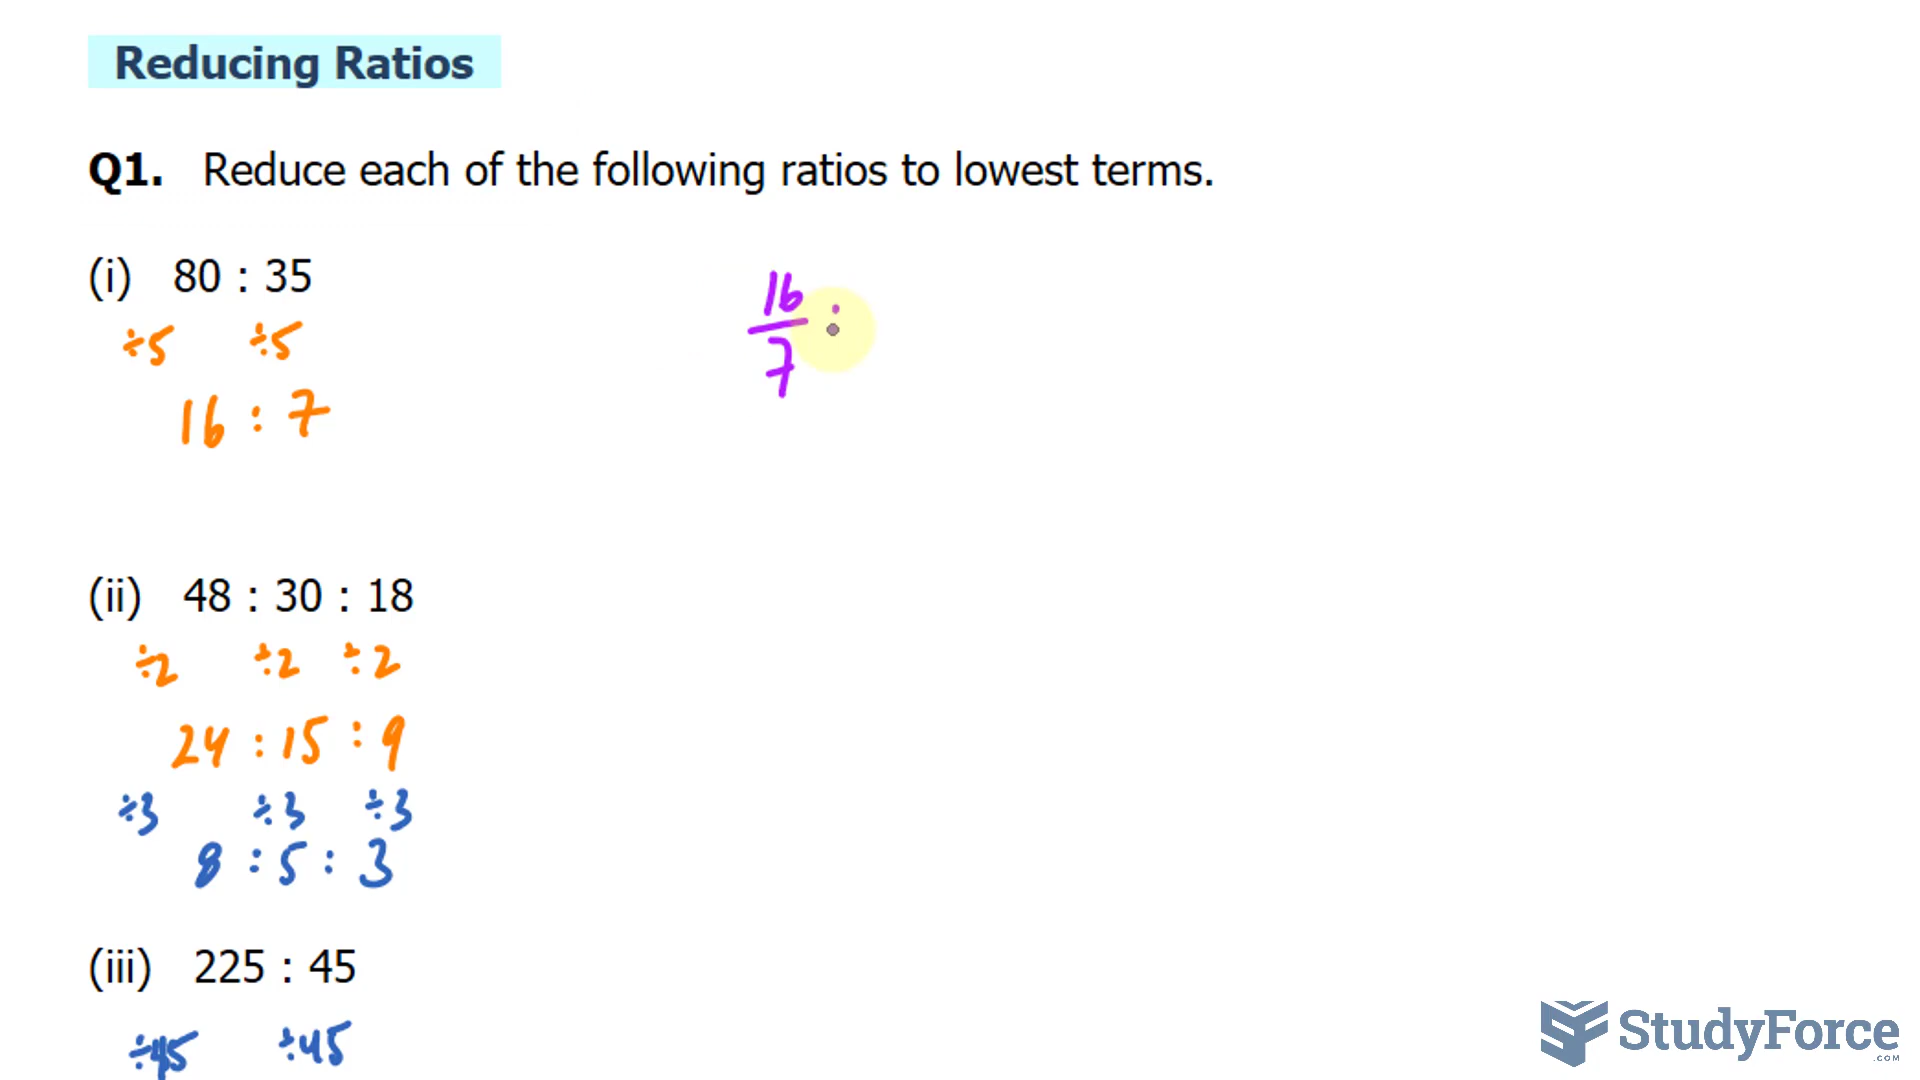 Reducing Ratios
Q1. Reduce each of the following ratios to lowest terms.
(i) 80 : 35
÷5 ÷5
16 : 7
16
7
:
(ii) 48 : 30 : 18
÷2 ÷2 ÷2
24 : 15 : 9
÷3 ÷3 ÷3
8 : 5 : 3
(iii) 225 : 45
÷45 ÷45
StudyForce
.COM